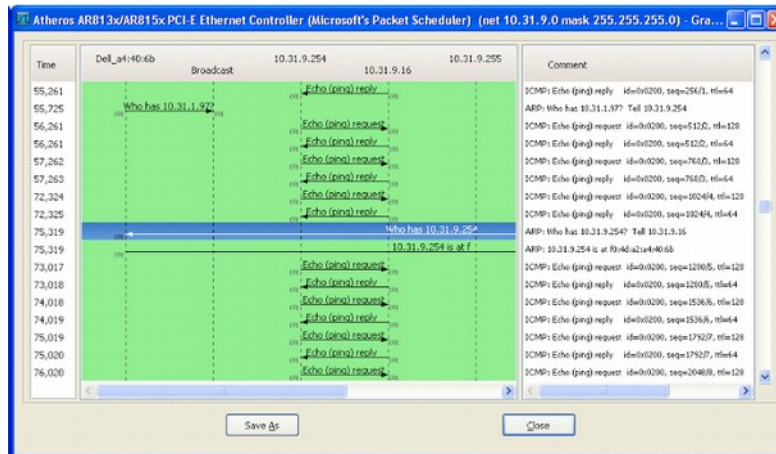 Atheros AR813x/AR815x PCI-E Ethernet Controller (Microsoft's Packet Scheduler) (net 10.31.9.0 mask 255.255.255.0) - Gra...
Time Dell_a4:40:6b Broadcast 10.31.9.254 10.31.9.16 10.31.9.255 Comment
55,261 Echo (ping) reply ICMP: Echo (ping) reply id=0x0200, seq=256/1, ttl=64
55,725 Who has 10.31.1.97? ARP: Who has 10.31.1.97? Tell 10.31.9.254
56,261 Echo (ping) request ICMP: Echo (ping) request id=0x0200, seq=512/2, ttl=128
56,261 Echo (ping) reply ICMP: Echo (ping) reply id=0x0200, seq=512/2, ttl=64
57,262 Echo (ping) request ICMP: Echo (ping) request id=0x0200, seq=768/3, ttl=128
57,263 Echo (ping) reply ICMP: Echo (ping) reply id=0x0200, seq=768/3, ttl=64
72,324 Echo (ping) request ICMP: Echo (ping) request id=0x0200, seq=1024/4, ttl=128
72,325 Echo (ping) reply ICMP: Echo (ping) reply id=0x0200, seq=1024/4, ttl=64
75,319 Who has 10.31.9.254 ARP: Who has 10.31.9.254? Tell 10.31.9.16
75,319 10.31.9.254 is at f ARP: 10.31.9.254 is at f0:4d:a2:a4:40:6b
73,017 Echo (ping) request ICMP: Echo (ping) request id=0x0200, seq=1280/5, ttl=128
73,018 Echo (ping) reply ICMP: Echo (ping) reply id=0x0200, seq=1280/5, ttl=64
74,018 Echo (ping) request ICMP: Echo (ping) request id=0x0200, seq=1536/6, ttl=128
74,019 Echo (ping) reply ICMP: Echo (ping) reply id=0x0200, seq=1536/6, ttl=64
75,019 Echo (ping) request ICMP: Echo (ping) request id=0x0200, seq=1792/7, ttl=128
75,020 Echo (ping) reply ICMP: Echo (ping) reply id=0x0200, seq=1792/7, ttl=64
76,020 Echo (ping) request ICMP: Echo (ping) request id=0x0200, seq=2048/8, ttl=128
Save As Close